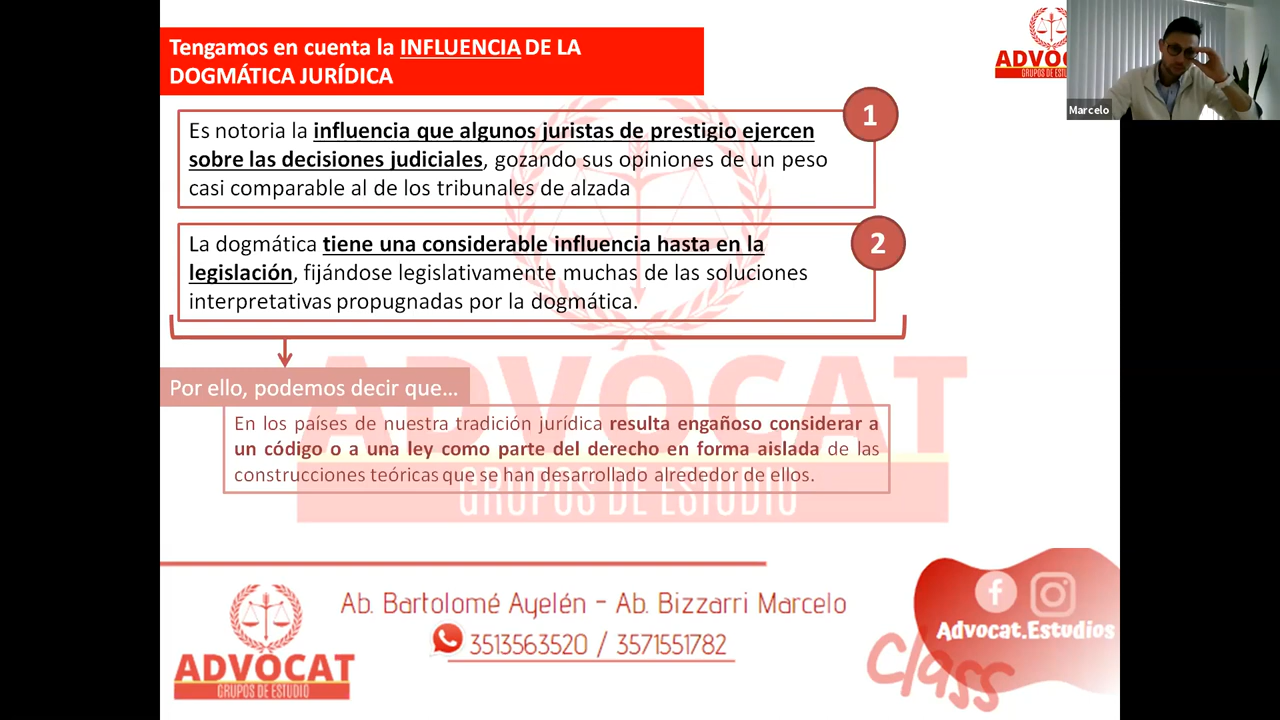 Tengamos en cuenta la INFLUENCIA DE LA
DOGMÁTICA JURÍDICA
ADVOC
GRUPOS DE ESTU
Marcelo
1
Es notoria la influencia que algunos juristas de prestigio ejercen
sobre las decisiones judiciales, gozando sus opiniones de un peso
casi comparable al de los tribunales de alzada
2
La dogmática tiene una considerable influencia hasta en la
legislación, fijándose legislativamente muchas de las soluciones
interpretativas propugnadas por la dogmática.
Por ello, podemos decir que...
En los países de nuestra tradición jurídica resulta engañoso considerar a
un código o a una ley como parte del derecho en forma aislada de las
construcciones teóricas que se han desarrollado alrededor de ellos.
ADVOCAT
GRUPOS DE ESTUDIO
Ab. Bartolomé Ayelén - Ab. Bizzarri Marcelo
3513563520 / 3571551782
ADVOCAT
GRUPOS DE ESTUDIO
Advocat.Estudios
class